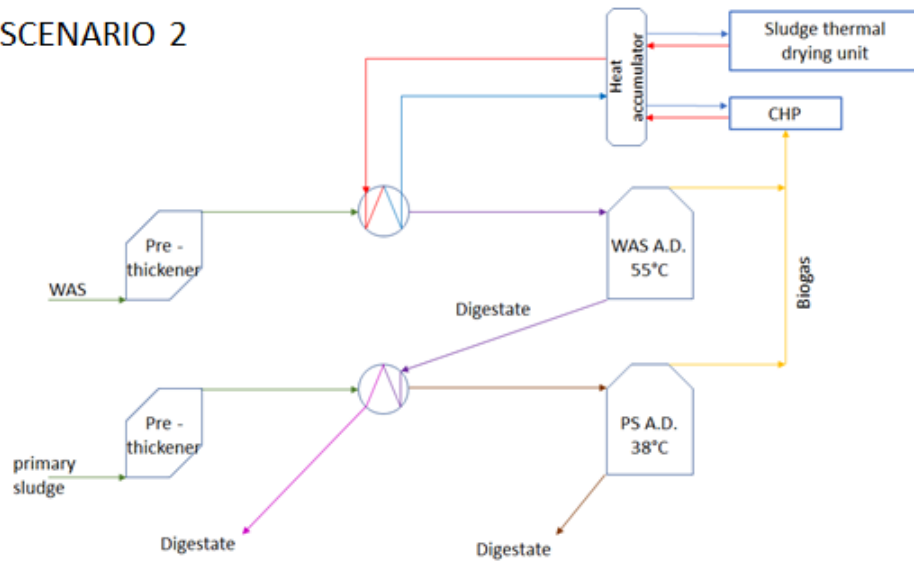 SCENARIO 2
Sludge thermal
drying unit
Heat
accumulator
CHP
Pre -
thickener
WAS A.D.
55°C
WAS
Biogas
Digestate
Pre -
thickener
PS A.D.
38°C
primary
sludge
Digestate
Digestate